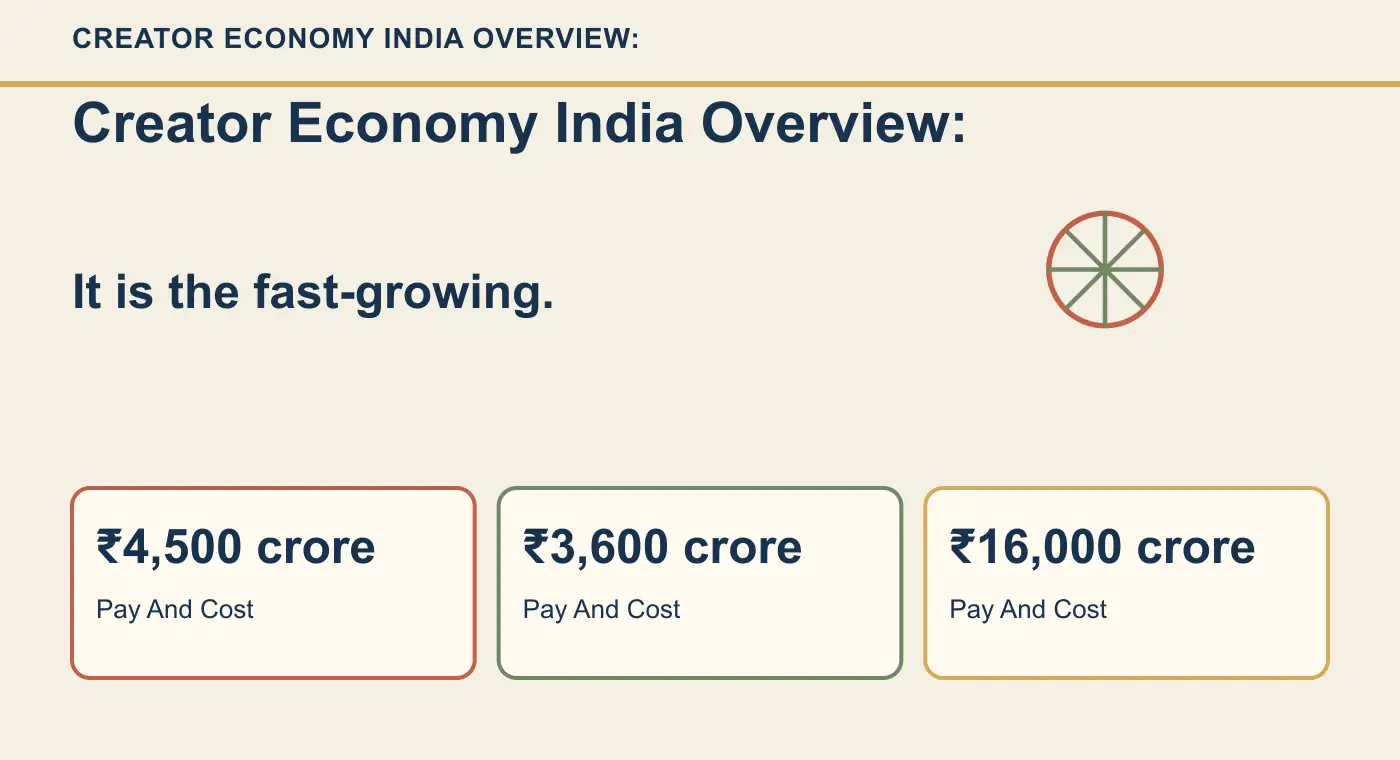 CREATOR ECONOMY INDIA OVERVIEW:
Creator Economy India Overview:
It is the fast-growing.
₹4,500 crore
Pay And Cost
₹3,600 crore
Pay And Cost
₹16,000 crore
Pay And Cost